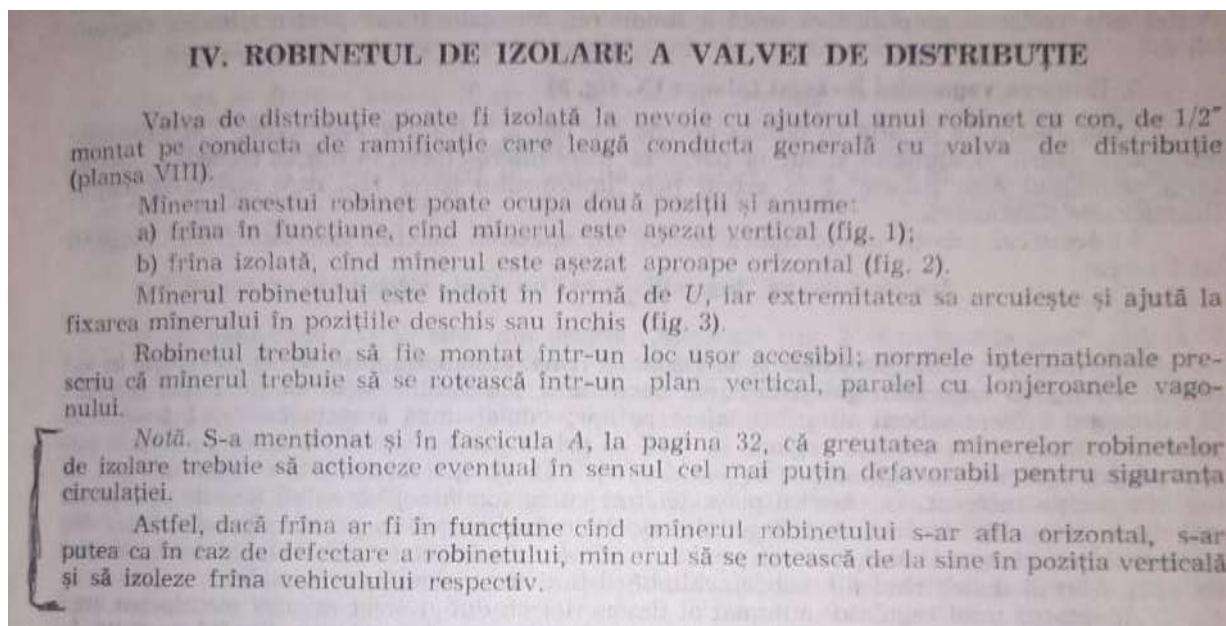 IV. ROBINETUL DE IZOLARE A VALVEI DE DISTRIBUȚIE
Valva de distribuție poate fi izolată la nevoie cu ajutorul unui robinet cu con, de 1/2″
montat pe conducta de ramificație care leagă conducta generală cu valva de distribuție
(planșa VIII).
Mînerul acestui robinet poate ocupa două poziții și anume:
a) frîna în funcțiune, cînd mînerul este așezat vertical (fig. 1);
b) frîna izolată, cînd mînerul este așezat aproape orizontal (fig. 2).
Mînerul robinetului este îndoit în formă de U, iar extremitatea sa arcuiește și ajută la
fixarea mînerului în pozițiile deschis sau închis (fig. 3).
Robinetul trebuie să fie montat într-un loc ușor accesibil; normele internaționale pre-
scriu că mînerul trebuie să se rotească într-un plan vertical, paralel cu lonjeroanele vago-
nului.
Notă. S-a menționat și în fascicula A, la pagina 32, că greutatea minerelor robinetelor
de izolare trebuie să acționeze eventual în sensul cel mai puțin defavorabil pentru siguranța
circulației.
Astfel, dacă frîna ar fi în funcțiune cînd mînerul robinetului s-ar afla orizontal, s-ar
putea ca în caz de defectare a robinetului, mînerul să se rotească de la sine în poziția verticală
și să izoleze frîna vehiculului respectiv.